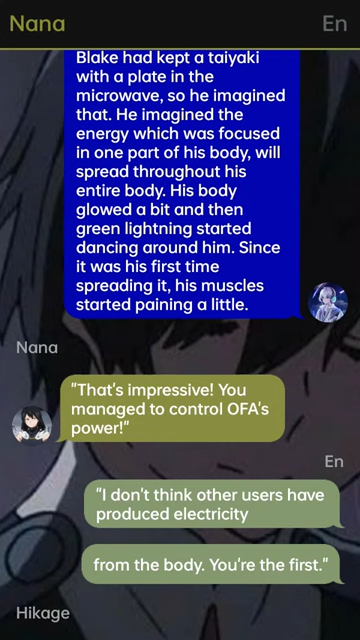 Nana
En
Blake had kept a taiyaki
with a plate in the
microwave, so he imagined
that. He imagined the
energy which was focused
in one part of his body, will
spread throughout his
entire body. His body
glowed a bit and then
green lightning started
dancing around him. Since
it was his first time
spreading it, his muscles
started paining a little.
Nana
"That's impressive! You
managed to control OFA's
power!"
En
"I don't think other users have
produced electricity
from the body. You're the first."
Hikage